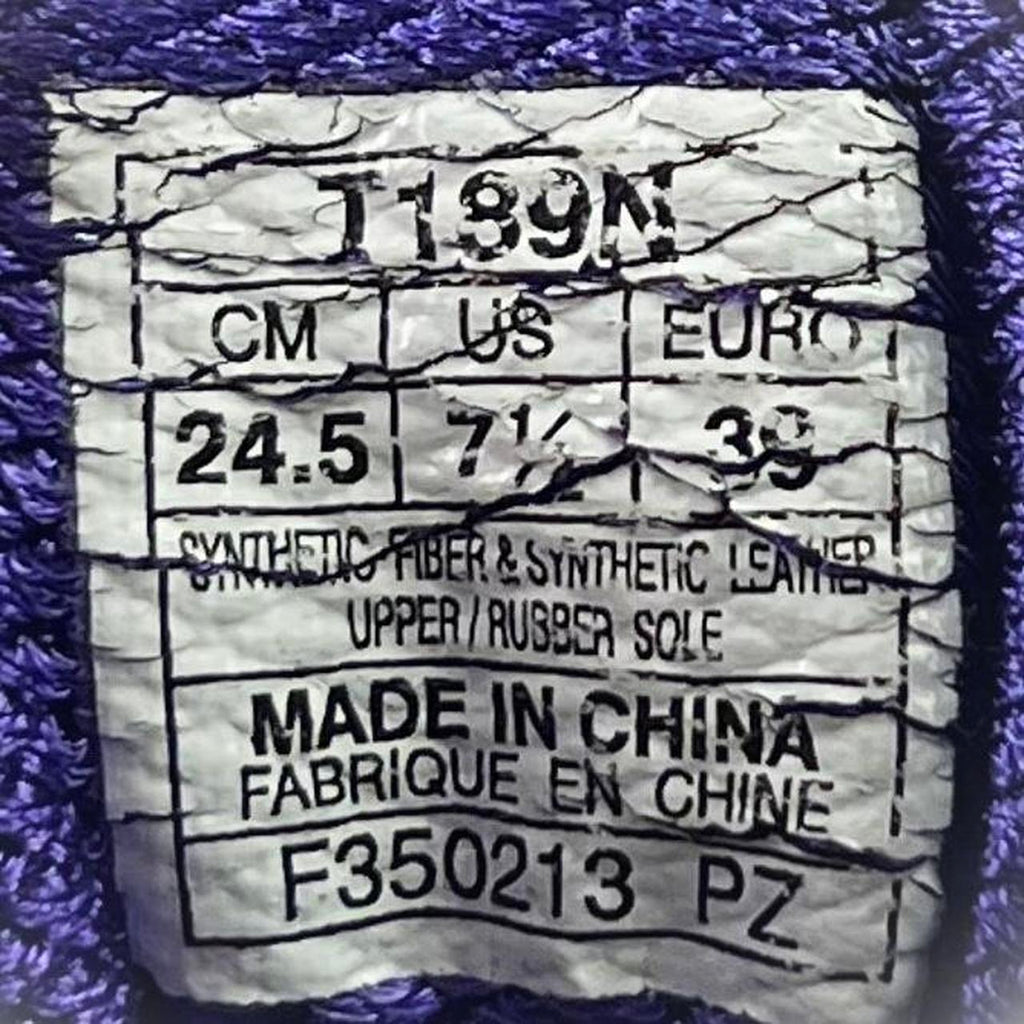 T189N
CM US EURO
24.5 7½ 39
SYNTHETIC FIBER & SYNTHETIC LEATHER
UPPER / RUBBER SOLE
MADE IN CHINA
FABRIQUE EN CHINE
F350213 PZ